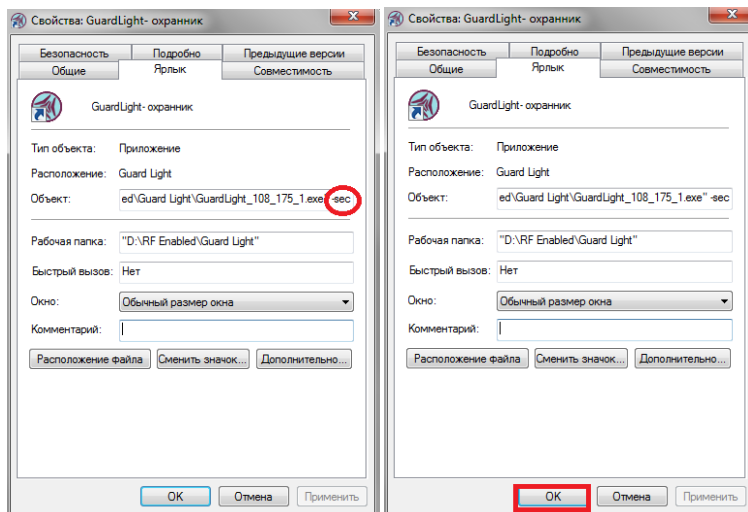 Свойства: GuardLight- охранник
Безопасность Подробно Предыдущие версии
Общие Ярлык Совместимость
GuardLight- охранник
Тип объекта: Приложение
Расположение: Guard Light
Объект: ed\Guard Light\GuardLight_108_175_1.exe" -sec
Рабочая папка: "D:\RF Enabled\Guard Light"
Быстрый вызов: Нет
Окно: Обычный размер окна
Комментарий:
Расположение файла Сменить значок... Дополнительно...
OK Отмена Применить
Свойства: GuardLight- охранник
Безопасность Подробно Предыдущие версии
Общие Ярлык Совместимость
GuardLight- охранник
Тип объекта: Приложение
Расположение: Guard Light
Объект: ed\Guard Light\GuardLight_108_175_1.exe" -sec
Рабочая папка: "D:\RF Enabled\Guard Light"
Быстрый вызов: Нет
Окно: Обычный размер окна
Комментарий:
Расположение файла Сменить значок... Дополнительно...
OK Отмена Применить